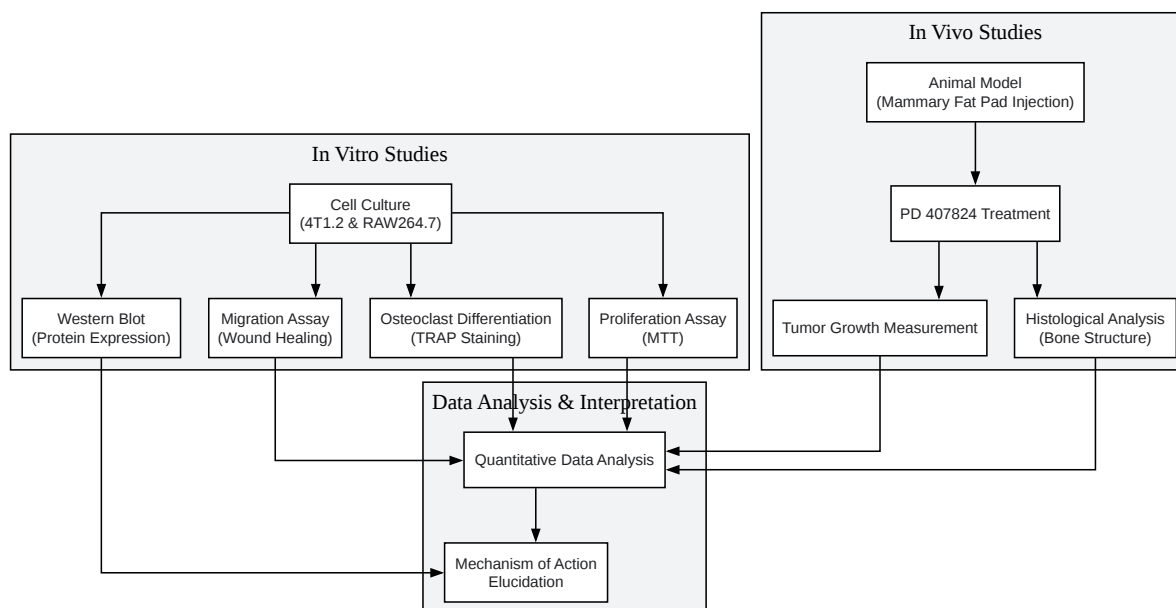 In Vivo Studies
Animal Model
(Mammary Fat Pad Injection)
PD 407824 Treatment
Tumor Growth Measurement
Histological Analysis
(Bone Structure)
In Vitro Studies
Cell Culture
(4T1.2 & RAW264.7)
Western Blot
(Protein Expression)
Migration Assay
(Wound Healing)
Osteoclast Differentiation
(TRAP Staining)
Proliferation Assay
(MTT)
Data Analysis & Interpretation
Quantitative Data Analysis
Mechanism of Action
Elucidation